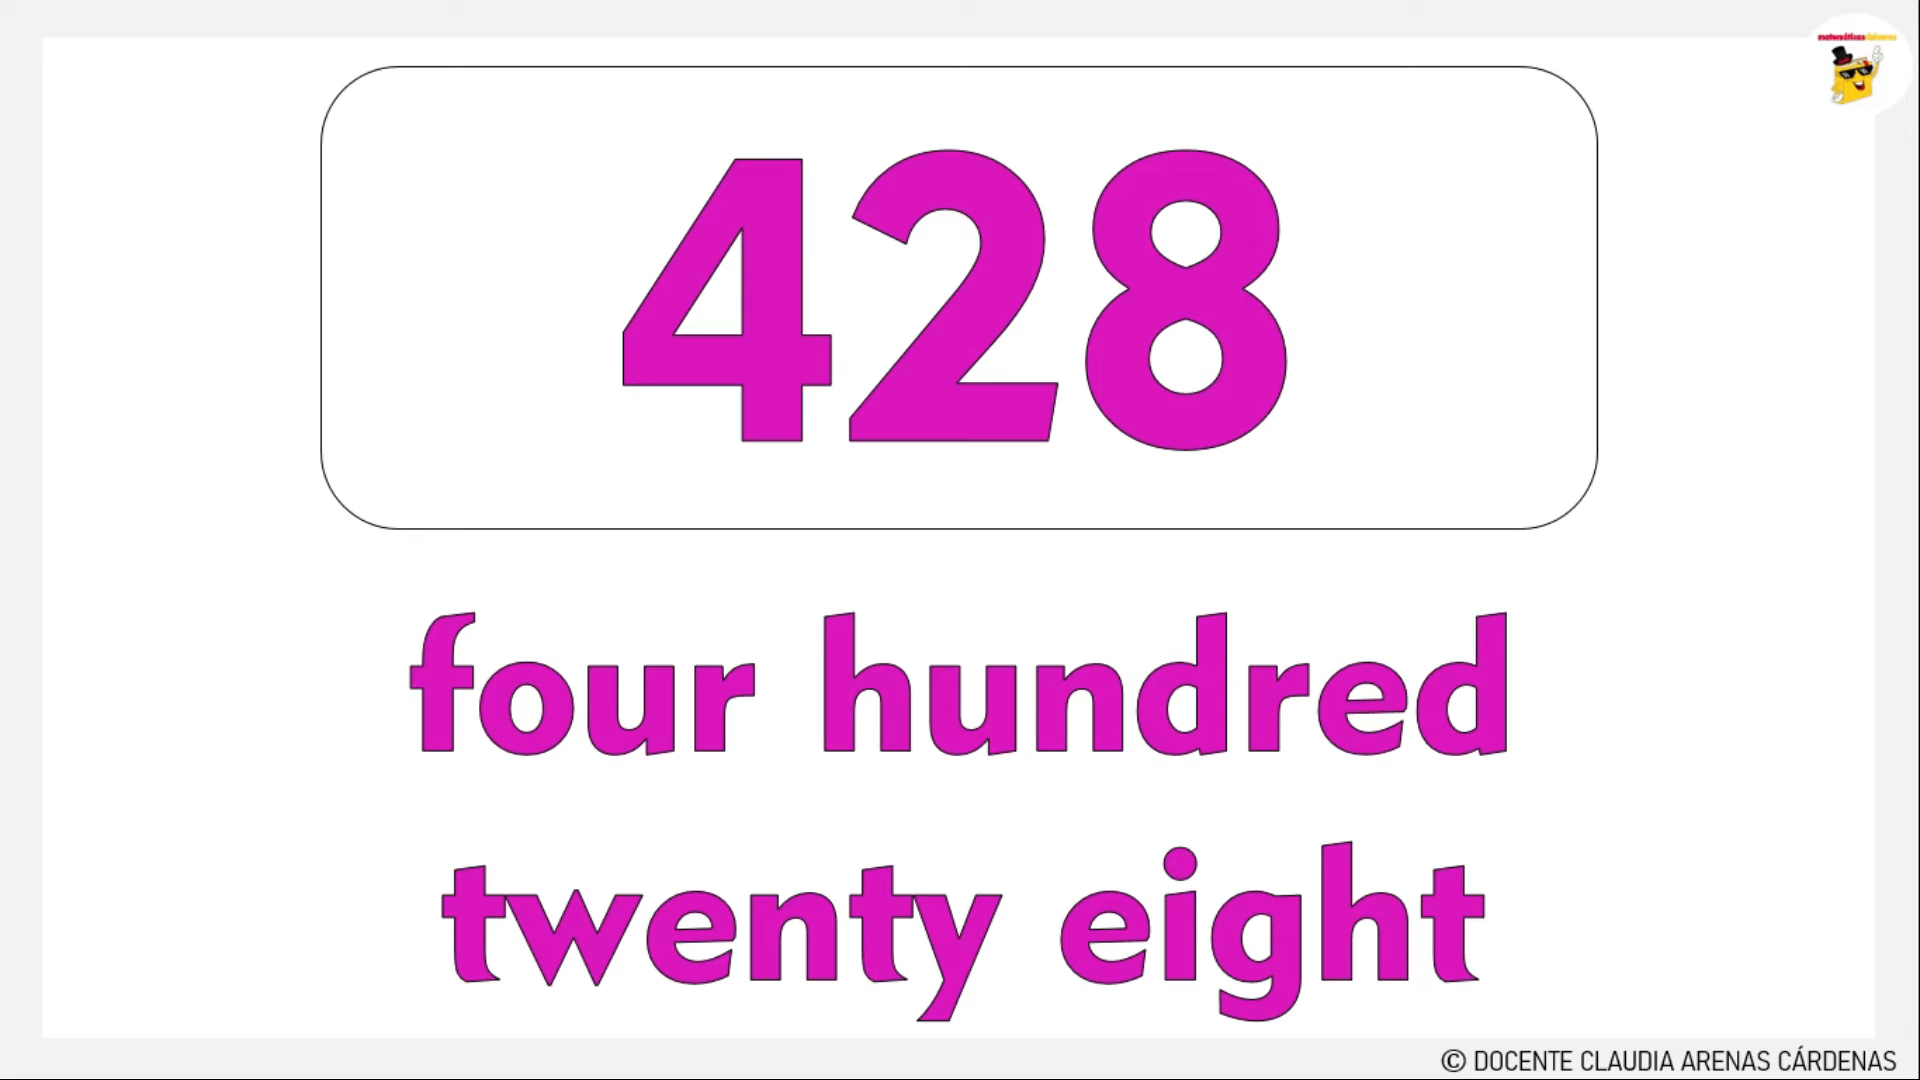 428
four hundred
twenty eight
© DOCENTE CLAUDIA ARENAS CÁRDENAS